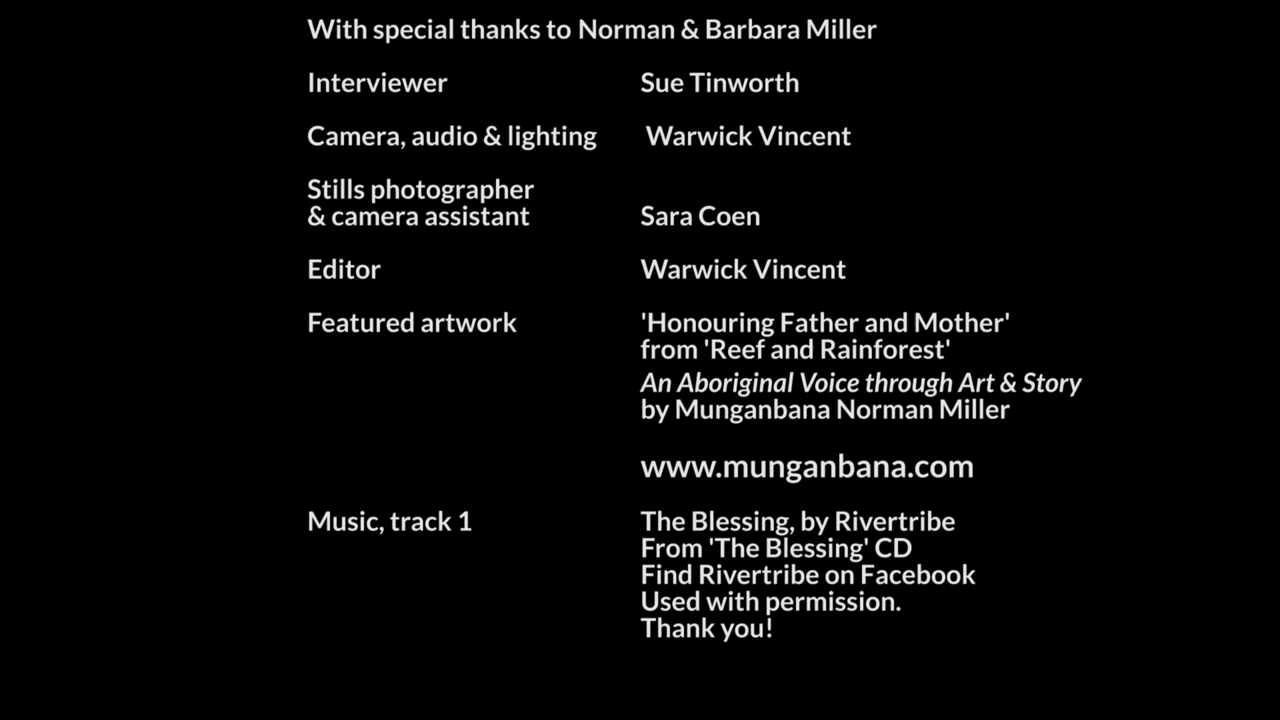 With special thanks to Norman & Barbara Miller
Interviewer Sue Tinworth
Camera, audio & lighting Warwick Vincent
Stills photographer
& camera assistant Sara Coen
Editor Warwick Vincent
Featured artwork 'Honouring Father and Mother'
from 'Reef and Rainforest'
An Aboriginal Voice through Art & Story
by Munganbana Norman Miller
www.munganbana.com
Music, track 1 The Blessing, by Rivertribe
From 'The Blessing' CD
Find Rivertribe on Facebook
Used with permission.
Thank you!